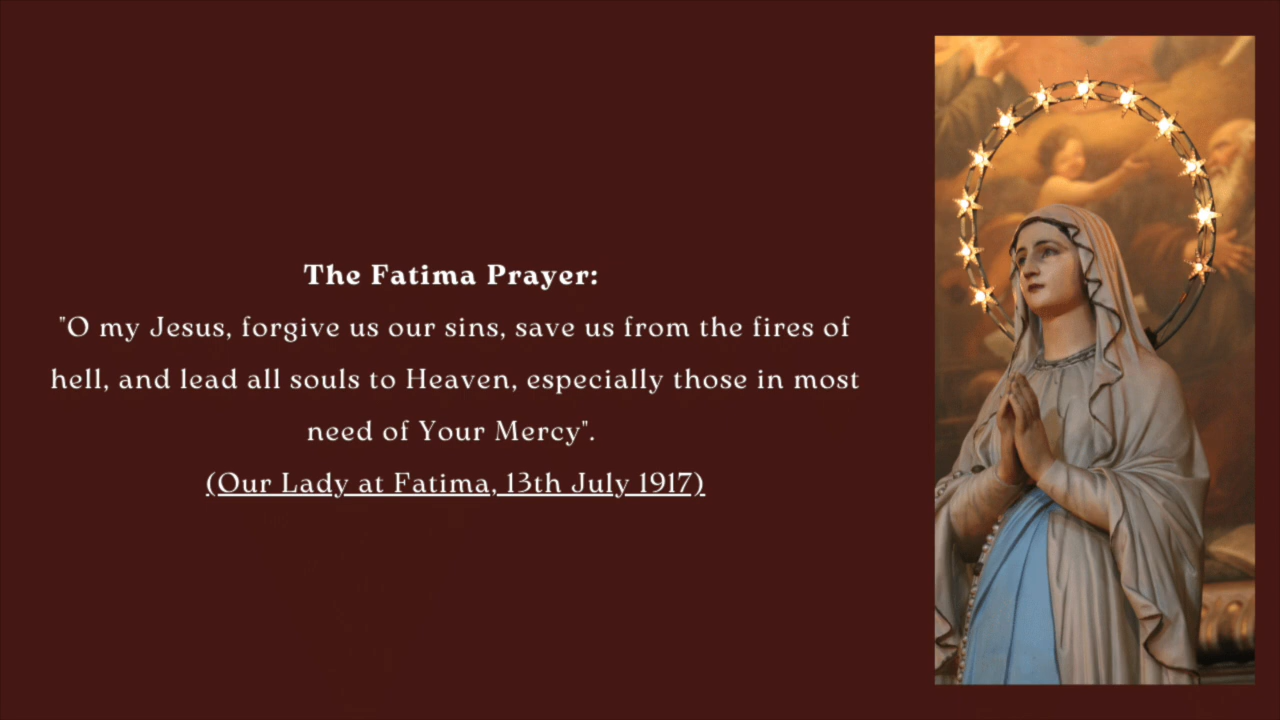 The Fatima Prayer:
"O my Jesus, forgive us our sins, save us from the fires of
hell, and lead all souls to Heaven, especially those in most
need of Your Mercy".
(Our Lady at Fatima, 13th July 1917)